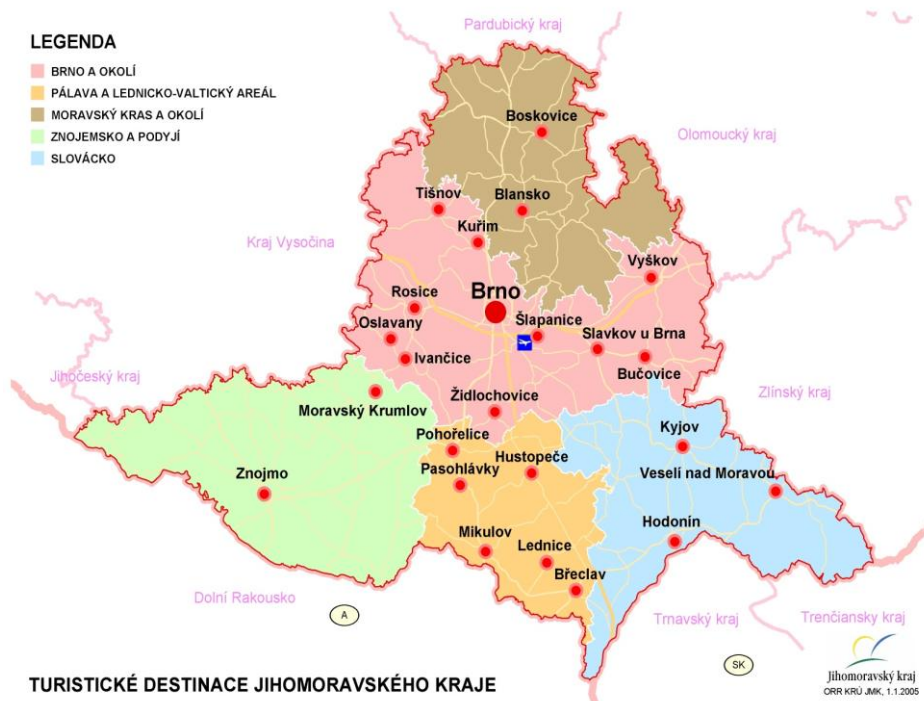 Pardubický kraj
LEGENDA
BRNO A OKOLÍ
PÁLAVA A LEDNICKO-VALTICKÝ AREÁL
MORAVSKÝ KRAS A OKOLÍ
ZNOJEMSKO A PODYJÍ
SLOVÁCKO
Boskovice
Olomoucký kraj
Tišnov
Blansko
Kuřim
Kraj Vysočina
Vyškov
Rosice
Brno
Oslavany
Šlapanice
Slavkov u Brna
Ivančice
Bučovice
Jihočeský kraj
Zlínský kraj
Moravský Krumlov
Židlochovice
Pohořelice
Kyjov
Hustopeče
Pasohlávky
Znojmo
Veselí nad Moravou
Mikulov
Lednice
Hodonín
Břeclav
Dolní Rakousko
A
Trnavský kraj
Trenčiansky kraj
SK
TURISTICKÉ DESTINACE JIHOMORAVSKÉHO KRAJE
Jihomoravský kraj
ORR KRÚ JMK, 1.1.2005